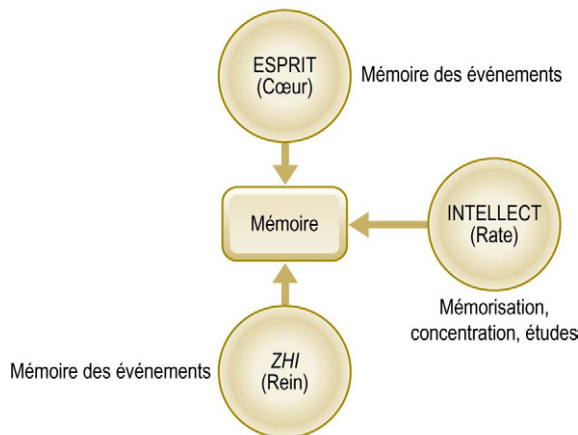 ESPRIT
(Cœur)
Mémoire des événements
Mémoire
INTELLECT
(Rate)
Mémorisation,
concentration, études
Mémoire des événements
ZHI
(Rein)